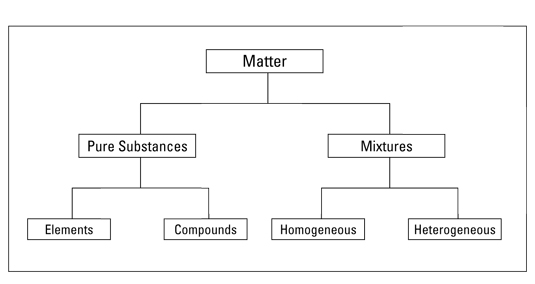 Matter
Pure Substances
Mixtures
Elements
Compounds
Homogeneous
Heterogeneous